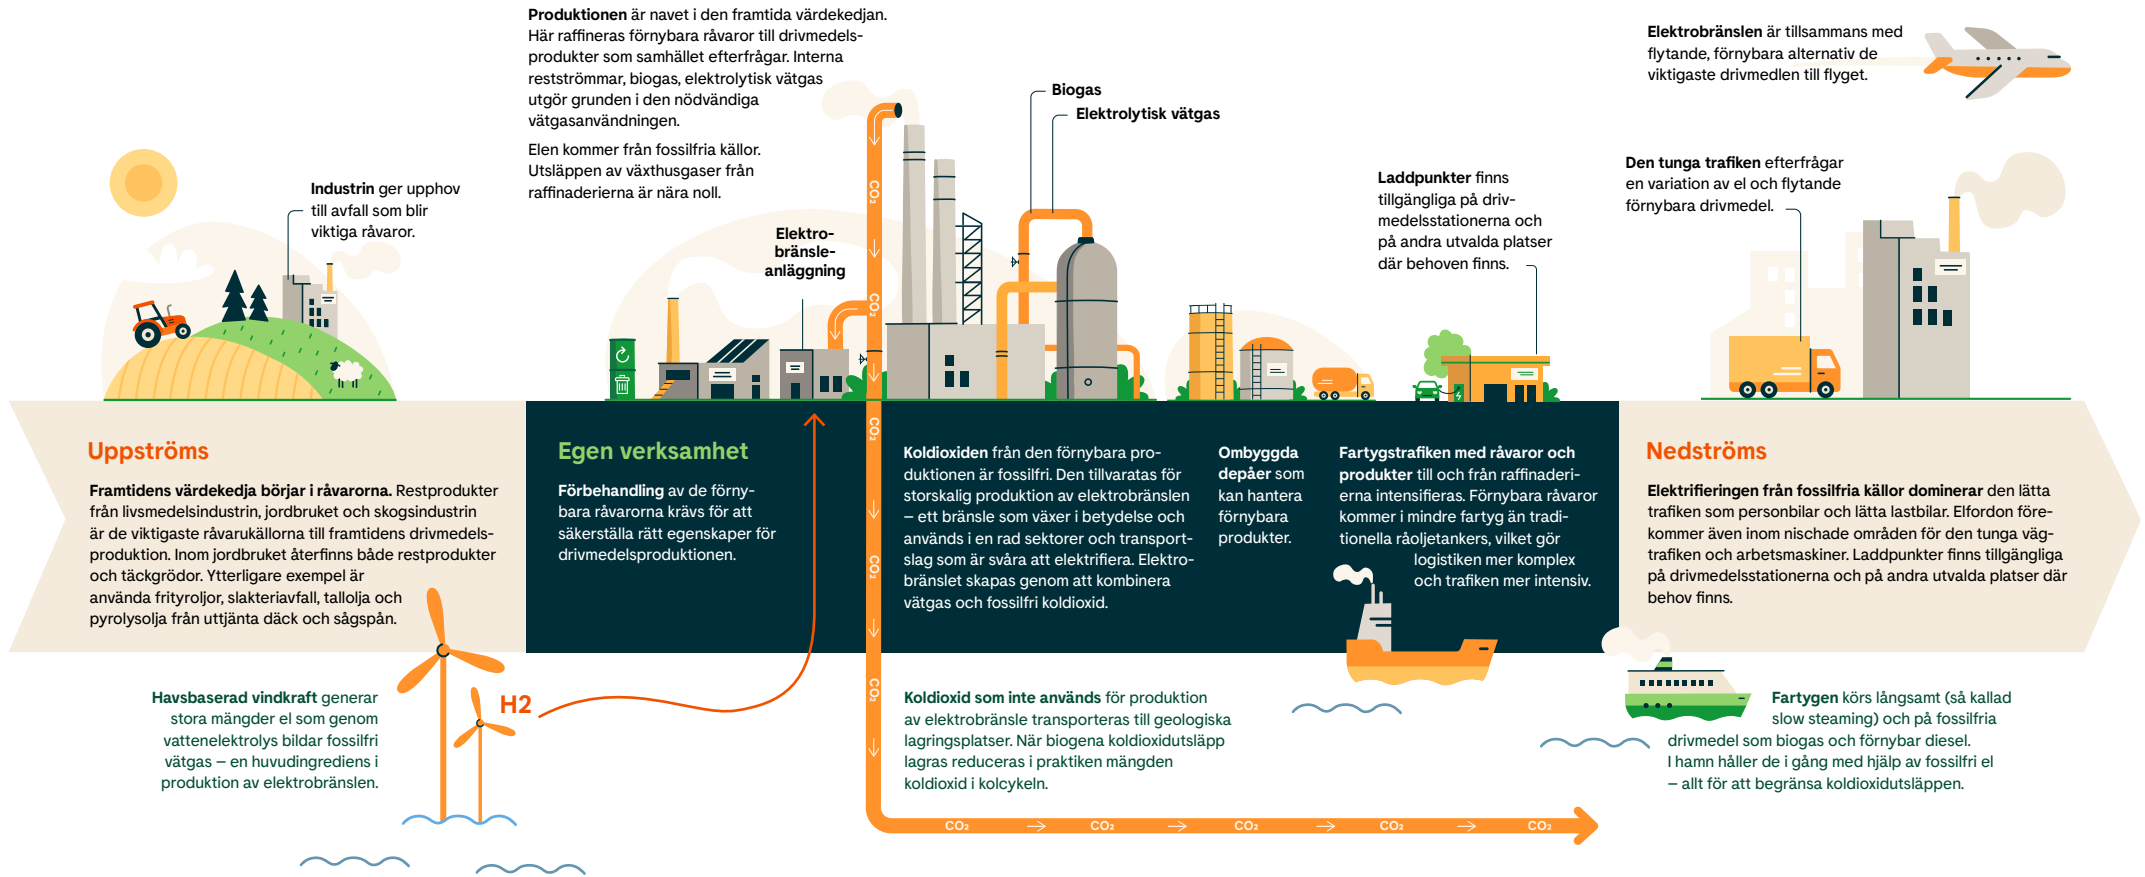 Produktionen är navet i den framtida värdekedjan.
Här raffineras förnybara råvaror till drivmedels-
produkter som samhället efterfrågar. Interna
restströmmar, biogas, elektrolytisk vätgas
utgör grunden i den nödvändiga
vätgasanvändningen.
Elen kommer från fossilfria källor.
Utsläppen av växthusgaser från
raffinaderierna är nära noll.
Elektrobränslen är tillsammans med
flytande, förnybara alternativ de
viktigaste drivmedlen till flyget.
Biogas
Elektrolytisk vätgas
Industrin ger upphov
till avfall som blir
viktiga råvaror.
Elektro-
bränsle-
anläggning
Laddpunkter finns
tillgängliga på driv-
medelsstationerna och
på andra utvalda platser
där behoven finns.
Den tunga trafiken efterfrågar
en variation av el och flytande
förnybara drivmedel.
CO₂
CO₂
Uppströms
Framtidens värdekedja börjar i råvarorna. Restprodukter
från livsmedelsindustrin, jordbruket och skogsindustrin
är de viktigaste råvarukällorna till framtidens drivmedels-
produktion. Inom jordbruket återfinns både restprodukter
och täckgrödor. Ytterligare exempel är
använda frityroljor, slakteriavfall, tallolja och
pyrolysolja från uttjänta däck och sågspån.
Egen verksamhet
Förbehandling av de förny-
bara råvarorna krävs för att
säkerställa rätt egenskaper för
drivmedelsproduktionen.
CO₂
CO₂
CO₂
Koldioxiden från den förnybara pro-
duktionen är fossilfri. Den tillvaratas för
storskalig produktion av elektrobränslen
– ett bränsle som växer i betydelse och
används i en rad sektorer och transport-
slag som är svåra att elektrifiera. Elektro-
bränslet skapas genom att kombinera
vätgas och fossilfri koldioxid.
Ombyggda
depåer som
kan hantera
förnybara
produkter.
Fartygstrafiken med råvaror och
produkter till och från raffinaderi-
erna intensifieras. Förnybara råvaror
kommer i mindre fartyg än tradi-
tionella råoljetankers, vilket gör
logistiken mer komplex
och trafiken mer intensiv.
Nedströms
Elektrifieringen från fossilfria källor dominerar den lätta
trafiken som personbilar och lätta lastbilar. Elfordon före-
kommer även inom nischade områden för den tunga väg-
trafiken och arbetsmaskiner. Laddpunkter finns tillgängliga
på drivmedelsstationerna och på andra utvalda platser där
behov finns.
Havsbaserad vindkraft generar
stora mängder el som genom
vattenelektrolys bildar fossilfri
vätgas – en huvudingrediens i
produktion av elektrobränslen.
H2
Koldioxid som inte används för produktion
av elektrobränsle transporteras till geologiska
lagringsplatser. När biogena koldioxidutsläpp
lagras reduceras i praktiken mängden
koldioxid i kolcykeln.
Fartygen körs långsamt (så kallad
slow steaming) och på fossilfria
drivmedel som biogas och förnybar diesel.
I hamn håller de i gång med hjälp av fossilfri el
– allt för att begränsa koldioxidutsläppen.
CO₂ CO₂ CO₂ CO₂ CO₂